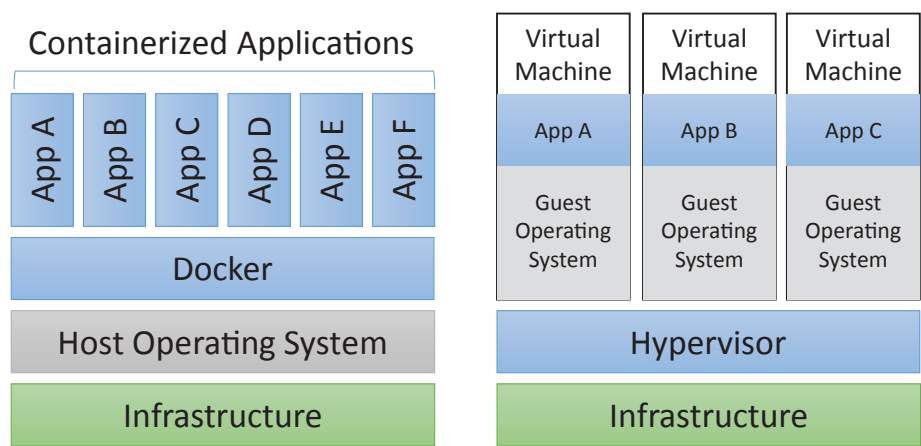 Containerized Applications
App A
App B
App C
App D
App E
App F
Docker
Host Operating System
Infrastructure
Virtual
Machine
App A
Guest
Operating
System
Virtual
Machine
App B
Guest
Operating
System
Virtual
Machine
App C
Guest
Operating
System
Hypervisor
Infrastructure